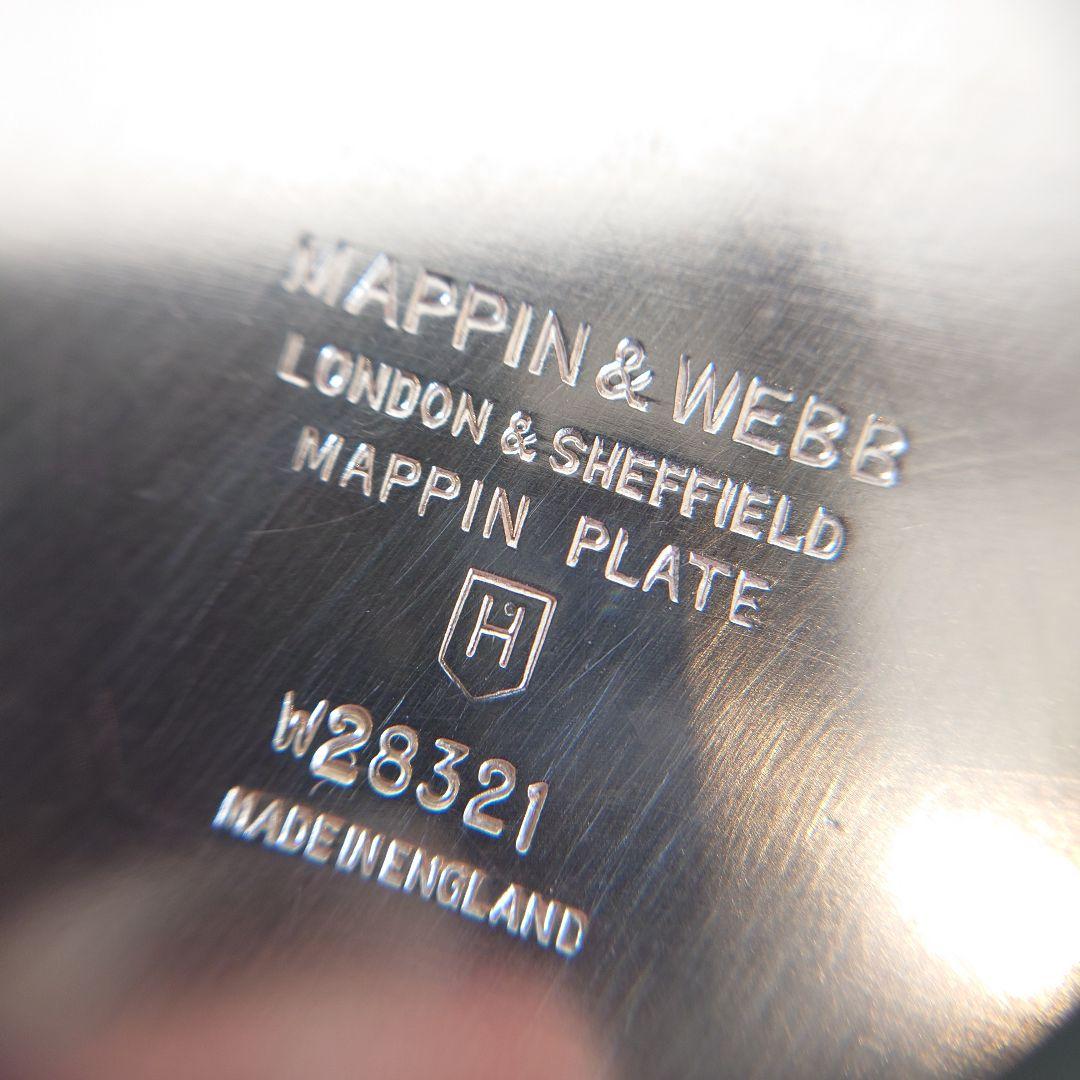 MAPPIN & WEBB
LONDON & SHEFFIELD
MAPPIN PLATE
H
W28321
MADE IN ENGLAND